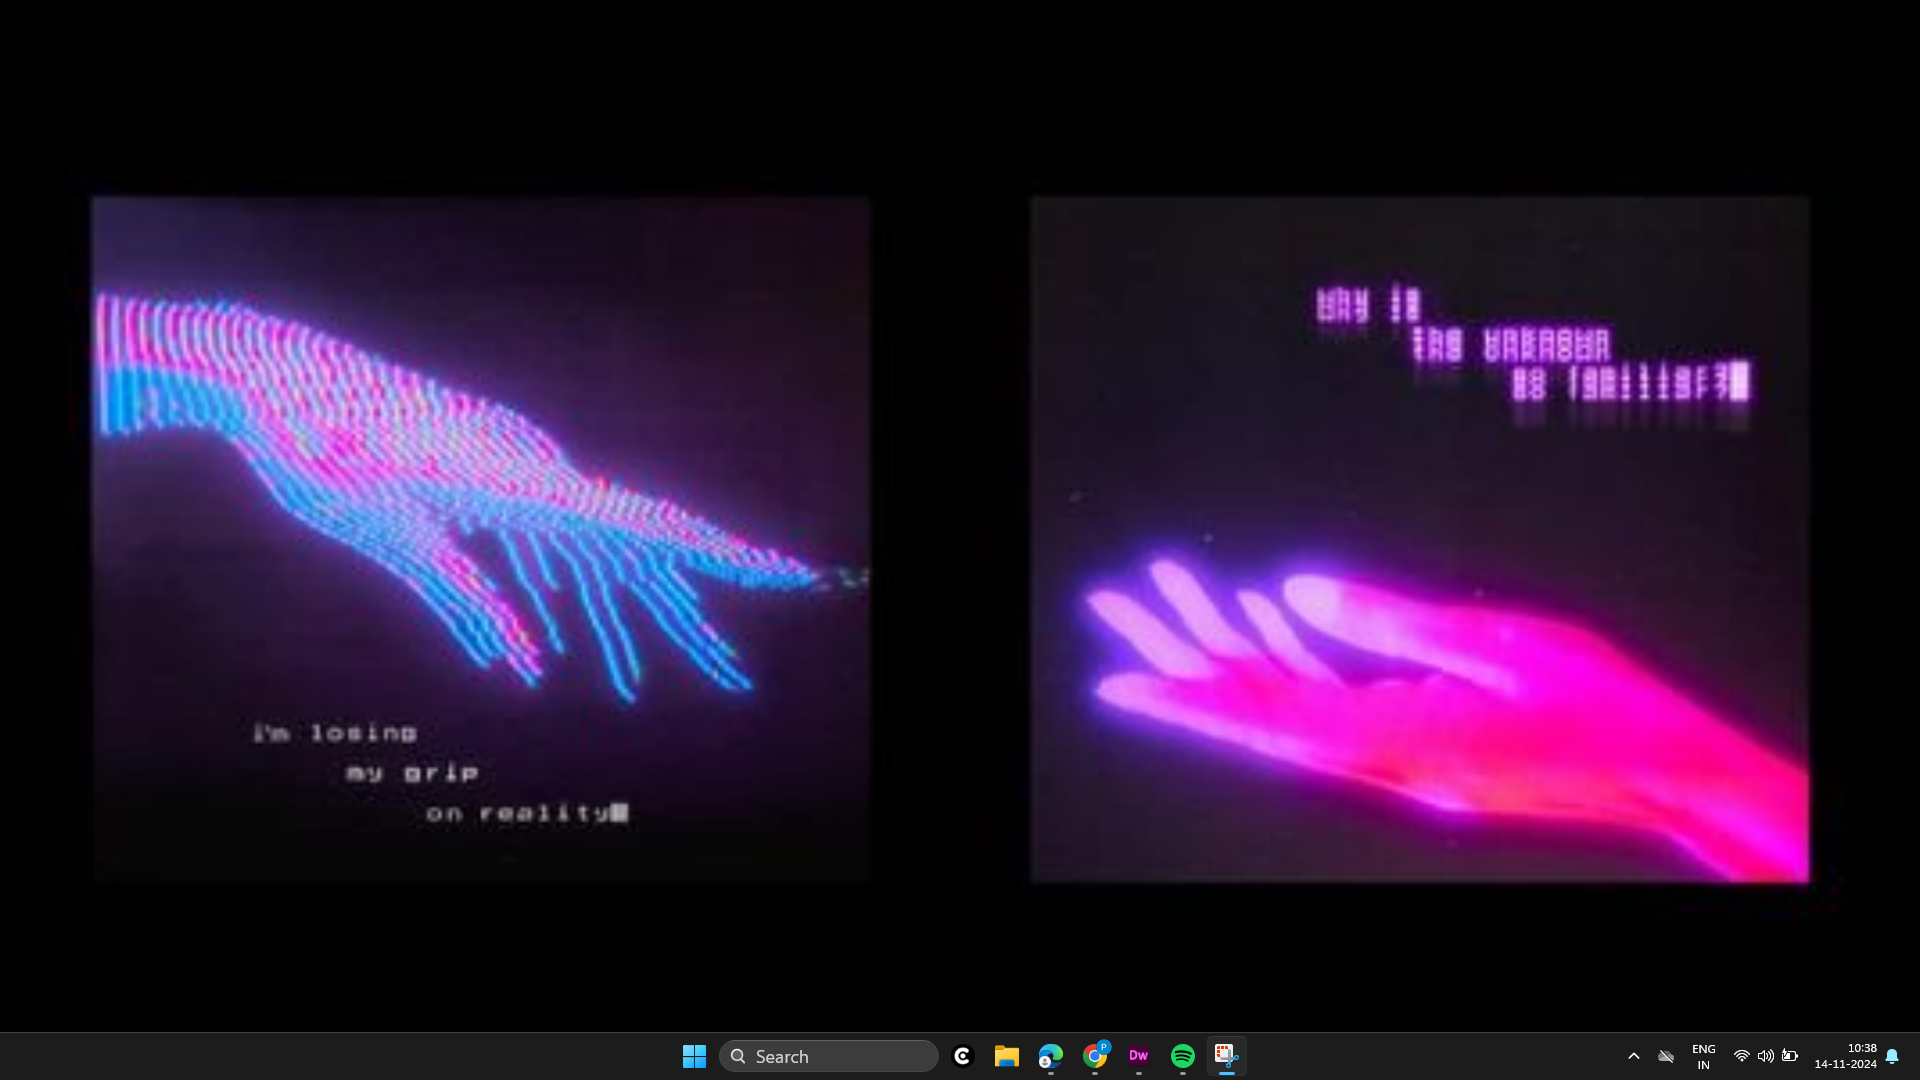 i'm losing
my grip
on reality
why is
the unknown
so familiar?
Search
P
Dw
ENG
IN
10:38
14-11-2024